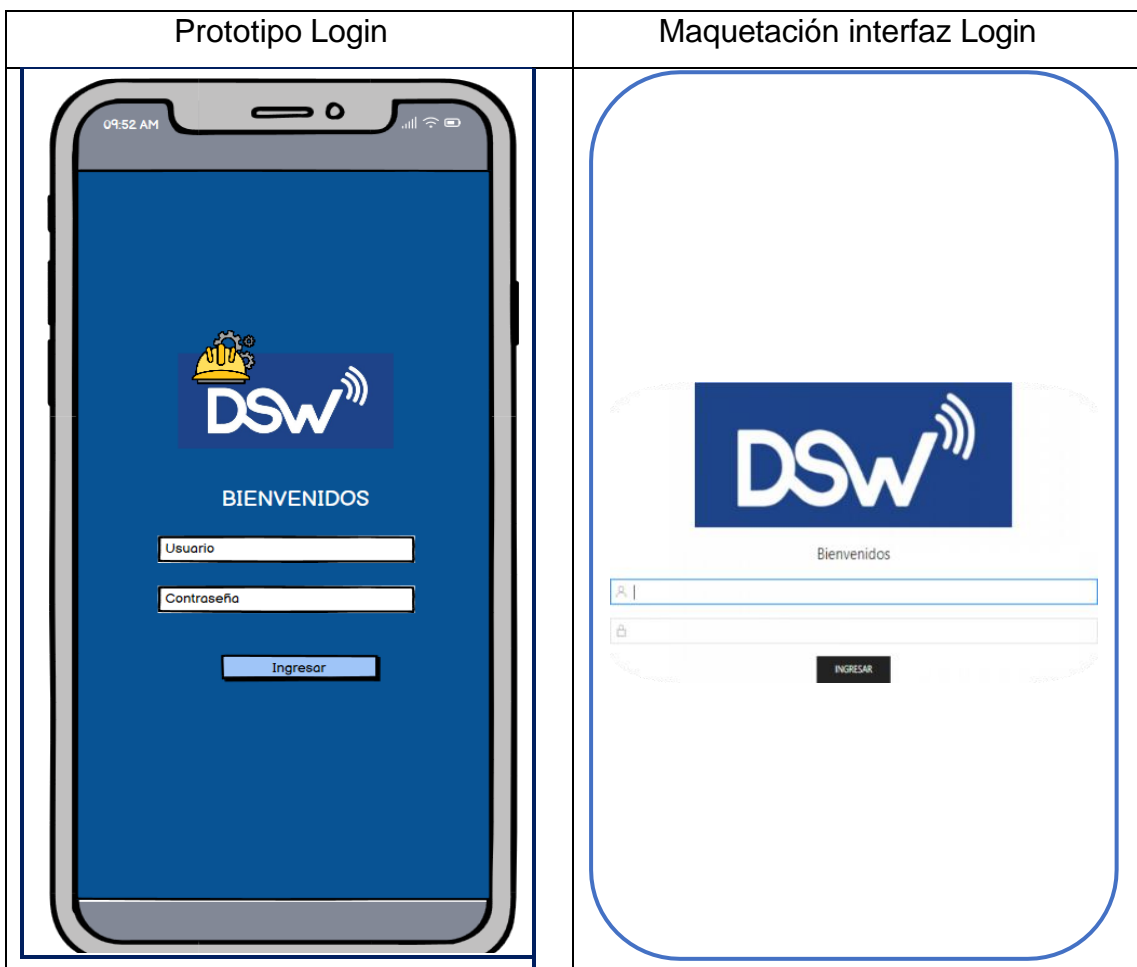 Prototipo Login
Maquetación interfaz Login
09:52 AM
DSW
BIENVENIDOS
Usuario
Contraseña
Ingresar
DSW
Bienvenidos
INGRESAR